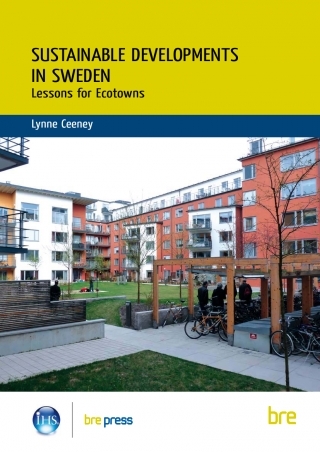 SUSTAINABLE DEVELOPMENTS
IN SWEDEN
Lessons for Ecotowns
Lynne Ceeney
IHS
bre press
bre